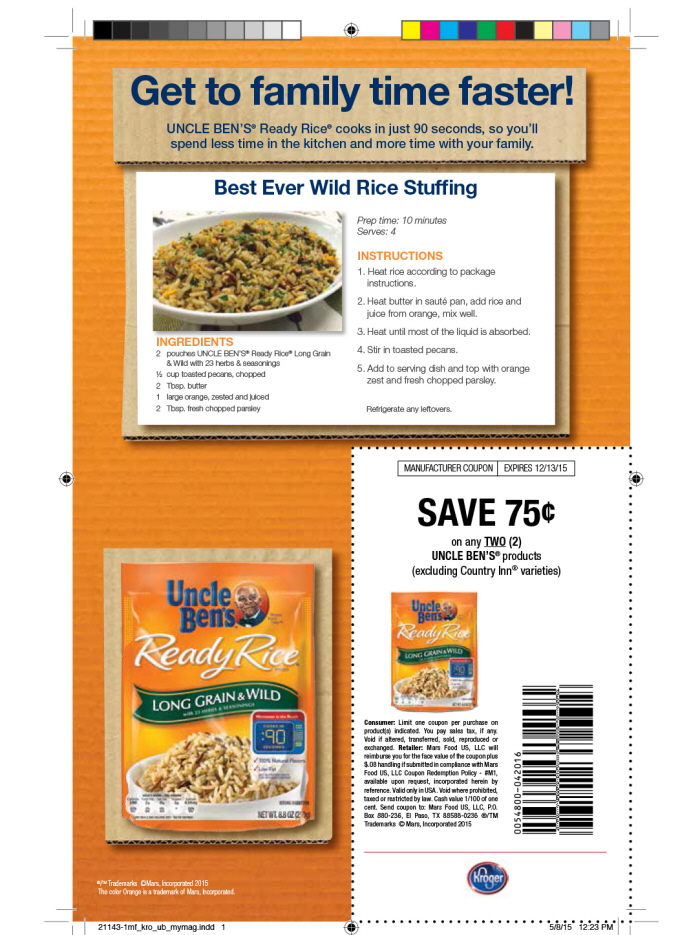 Get to family time faster!
UNCLE BEN'S® Ready Rice® cooks in just 90 seconds, so you'll
spend less time in the kitchen and more time with your family.
Best Ever Wild Rice Stuffing
Prep time: 10 minutes
Serves: 4
INGREDIENTS
2 pouches UNCLE BEN'S® Ready Rice® Long Grain
& Wild with 23 herbs & seasonings
½ cup toasted pecans, chopped
2 Tbsp. butter
1 large orange, zested and juiced
2 Tbsp. fresh chopped parsley
INSTRUCTIONS
1. Heat rice according to package
instructions.
2. Heat butter in sauté pan, add rice and
juice from orange, mix well.
3. Heat until most of the liquid is absorbed.
4. Stir in toasted pecans.
5. Add to serving dish and top with orange
zest and fresh chopped parsley.
Refrigerate any leftovers.
Uncle
Ben's
ReadyRice
LONG GRAIN & WILD
WITH 23 HERBS & SEASONINGS
:90
SECONDS
100% Natural Flavors
Low Fat
SERVING SUGGESTION
NET WT. 8.8 OZ
®/™ Trademarks ©Mars, Incorporated 2015
The color Orange is a trademark of Mars, Incorporated.
MANUFACTURER COUPON EXPIRES 12/13/15
SAVE 75¢
on any TWO (2)
UNCLE BEN'S® products
(excluding Country Inn® varieties)
Uncle
Ben's
ReadyRice
LONG GRAIN & WILD
:90
Consumer: Limit one coupon per purchase on
product(s) indicated. You pay sales tax, if any.
Void if altered, transferred, sold, reproduced or
exchanged. Retailer: Mars Food US, LLC will
reimburse you for the face value of the coupon plus
$.08 handling if submitted in compliance with Mars
Food US, LLC Coupon Redemption Policy - #M1,
available upon request, incorporated herein by
reference. Valid only in USA. Void where prohibited,
taxed or restricted by law. Cash value 1/100 of one
cent. Send coupon to: Mars Food US, LLC, P.O.
Box 880-236, El Paso, TX 88588-0236 ®/TM
Trademarks © Mars, Incorporated 2015
0054800-042016
Kroger
21143-1mf_kro_ub_mymag.indd 1
5/8/15 12:23 PM